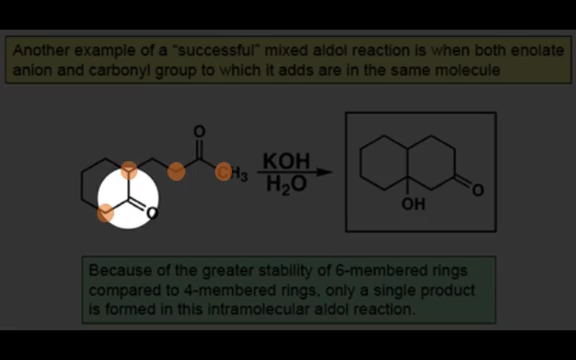 Another example of a “successful” mixed aldol reaction is when both enolate
anion and carbonyl group to which it adds are in the same molecule
O
CH3
O
KOH
H2O
O
OH
Because of the greater stability of 6-membered rings
compared to 4-membered rings, only a single product
is formed in this intramolecular aldol reaction.